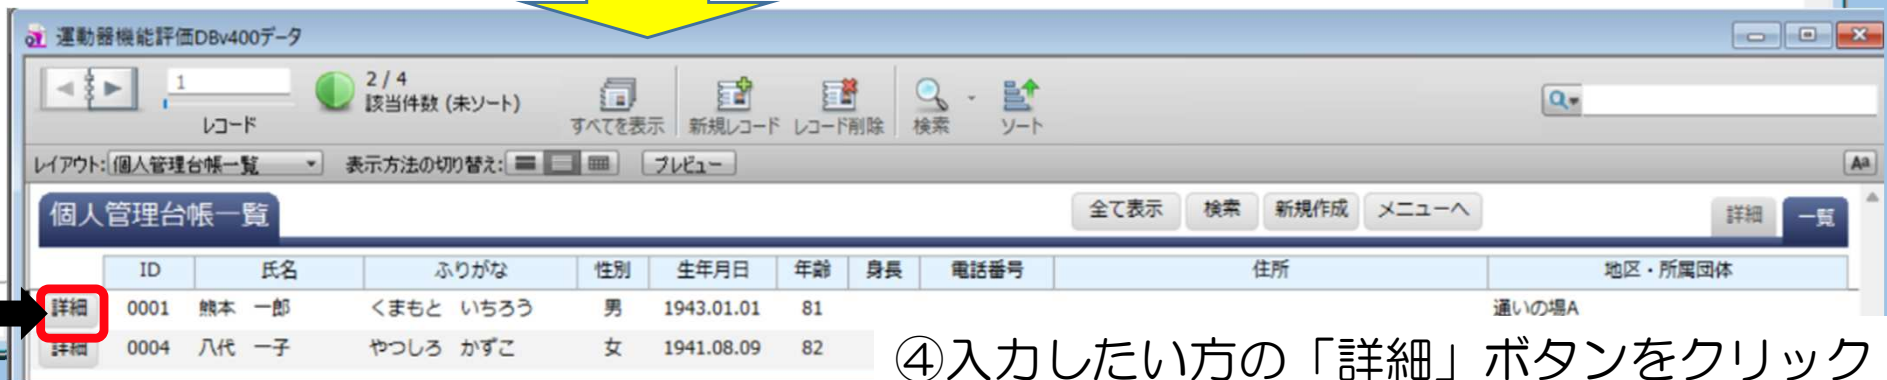 運動器機能評価DBv400データ
1
2 / 4
該当件数 (未ソート)
レコード
すべてを表示
新規レコード
レコード削除
検索
ソート
レイアウト: 個人管理台帳一覧
表示方法の切り替え:
プレビュー
Aa
個人管理台帳一覧
全て表示 検索 新規作成 メニューへ
詳細 一覧
ID 氏名 ふりがな 性別 生年月日 年齢 身長 電話番号 住所 地区・所属団体
詳細 0001 熊本 一郎 くまもと いちろう 男 1943.01.01 81 通いの場A
詳細 0004 八代 一子 やつしろ かずこ 女 1941.08.09 82
④入力したい方の「詳細」ボタンをクリック